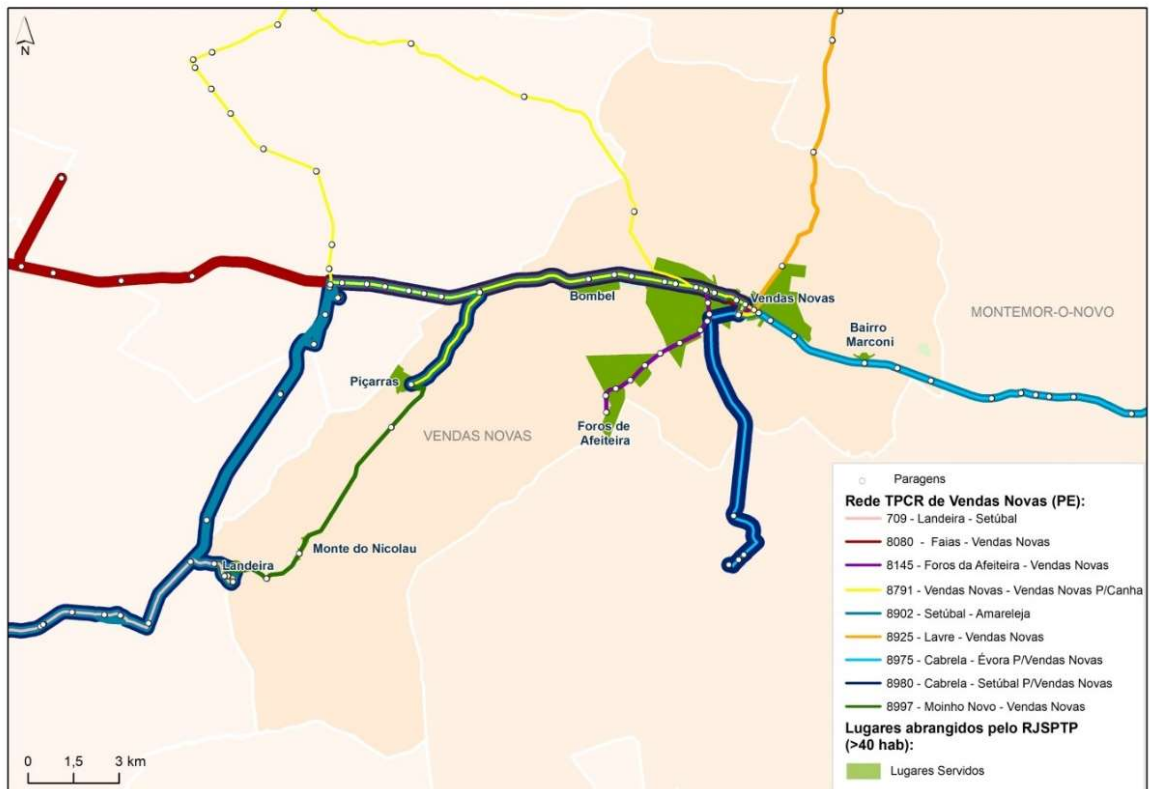 N
Bombel
Vendas Novas
MONTEMOR-O-NOVO
Bairro
Marconi
Piçarras
VENDAS NOVAS
Foros de
Afeiteira
Monte do Nicolau
Landeira
Paragens
Rede TPCR de Vendas Novas (PE):
709 - Landeira - Setúbal
8080 - Faias - Vendas Novas
8145 - Foros da Afeiteira - Vendas Novas
8791 - Vendas Novas - Vendas Novas P/Canha
8902 - Setúbal - Amareleja
8925 - Lavre - Vendas Novas
8975 - Cabrela - Évora P/Vendas Novas
8980 - Cabrela - Setúbal P/Vendas Novas
8997 - Moinho Novo - Vendas Novas
Lugares abrangidos pelo RJSPTP
(>40 hab):
Lugares Servidos
0 1,5 3 km